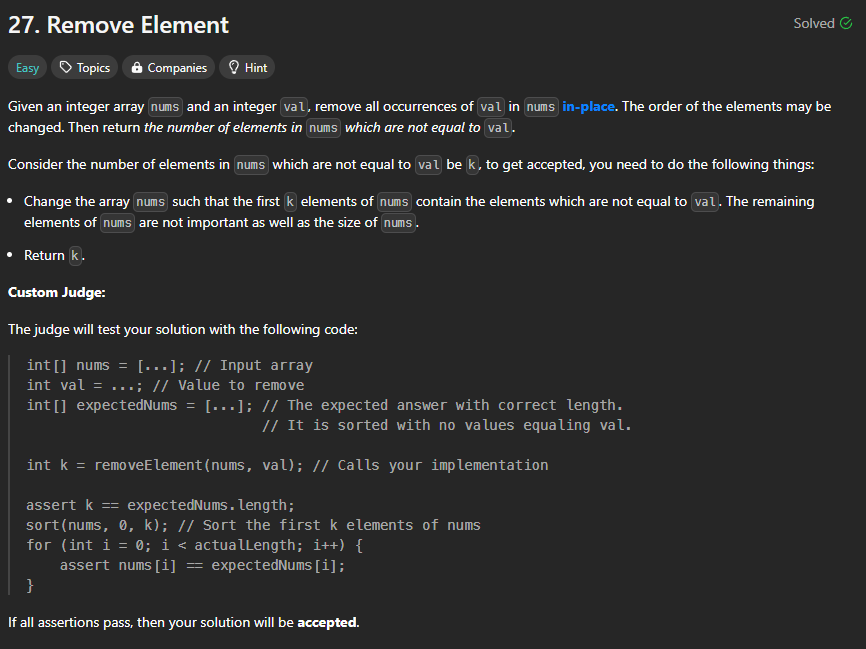 27. Remove Element
Solved
Easy Topics Companies Hint
Given an integer array nums and an integer val, remove all occurrences of val in nums in-place. The order of the elements may be
changed. Then return the number of elements in nums which are not equal to val.
Consider the number of elements in nums which are not equal to val be k, to get accepted, you need to do the following things:
• Change the array nums such that the first k elements of nums contain the elements which are not equal to val. The remaining
elements of nums are not important as well as the size of nums.
• Return k.
Custom Judge:
The judge will test your solution with the following code:
int[] nums = [...]; // Input array
int val = ...; // Value to remove
int[] expectedNums = [...]; // The expected answer with correct length.
// It is sorted with no values equaling val.
int k = removeElement(nums, val); // Calls your implementation
assert k == expectedNums.length;
sort(nums, 0, k); // Sort the first k elements of nums
for (int i = 0; i < actualLength; i++) {
    assert nums[i] == expectedNums[i];
}
If all assertions pass, then your solution will be accepted.